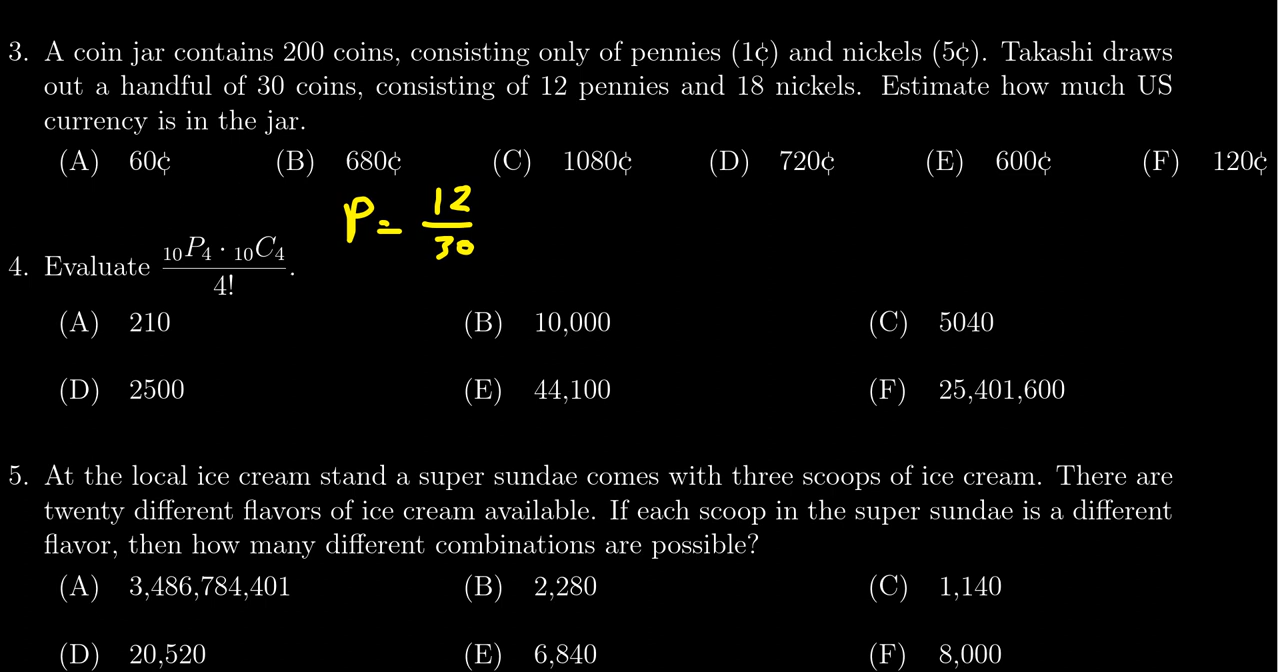 3. A coin jar contains 200 coins, consisting only of pennies (1¢) and nickels (5¢). Takashi draws
out a handful of 30 coins, consisting of 12 pennies and 18 nickels. Estimate how much US
currency is in the jar.
(A) 60¢ (B) 680¢ (C) 1080¢ (D) 720¢ (E) 600¢ (F) 120¢
P = 12/30
4. Evaluate ₁₀P₄ · ₁₀C₄ / 4!.
(A) 210 (B) 10,000 (C) 5040
(D) 2500 (E) 44,100 (F) 25,401,600
5. At the local ice cream stand a super sundae comes with three scoops of ice cream. There are
twenty different flavors of ice cream available. If each scoop in the super sundae is a different
flavor, then how many different combinations are possible?
(A) 3,486,784,401 (B) 2,280 (C) 1,140
(D) 20,520 (E) 6,840 (F) 8,000